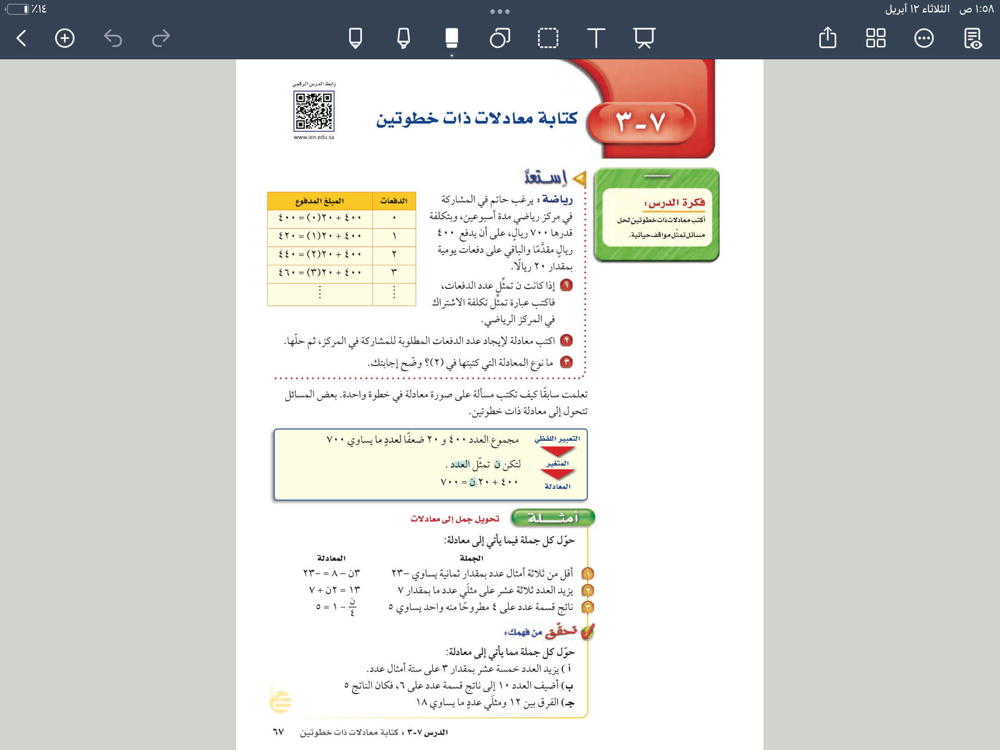 ١:٥٨ ص الثلاثاء ١٢ أبريل
٪١٤
رابط الدرس الرقمي
www.ien.edu.sa
٧-٣
كتابة معادلات ذات خطوتين
فكرة الدرس:
أكتب معادلات ذات خطوتين لحل
مسائل تمثِّل مواقف حياتية.
اِستعدَّ
رياضة: يرغب حاتم في المشاركة
في مركز رياضي مدة أسبوعين، وبتكلفة
قدرها ٧٠٠ ريالٍ، على أن يدفع ٤٠٠
ريالٍ مقدَّمًا والباقي على دفعات يومية
بمقدار ٢٠ ريالًا.
الدفعات المبلغ المدفوع
٠ ٤٠٠ + ٢٠(٠) = ٤٠٠
١ ٤٠٠ + ٢٠(١) = ٤٢٠
٢ ٤٠٠ + ٢٠(٢) = ٤٤٠
٣ ٤٠٠ + ٢٠(٣) = ٤٦٠
⋮ ⋮
١ إذا كانت ن تمثِّل عدد الدفعات،
فاكتب عبارة تمثِّل تكلفة الاشتراك
في المركز الرياضي.
٢ اكتب معادلة لإيجاد عدد الدفعات المطلوبة للمشاركة في المركز، ثم حلّها.
٣ ما نوع المعادلة التي كتبتها في (٢)؟ وضّح إجابتك.
تعلمت سابقًا كيف تكتب مسألة على صورة معادلة في خطوة واحدة. بعض المسائل
تتحول إلى معادلة ذات خطوتين.
التعبير اللفظي مجموع العدد ٤٠٠ و ٢٠ ضعفًا لعددٍ ما يساوي ٧٠٠
المتغير لتكن ن تمثّل العدد .
المعادلة ٤٠٠ + ٢٠ ن = ٧٠٠
أمثـلة تحويل جمل إلى معادلات
حوّل كل جملة فيما يأتي إلى معادلة:
الجملة المعادلة
١ أقل من ثلاثة أمثال عدد بمقدار ثمانية يساوي −٢٣ ٣ن − ٨ = −٢٣
٢ يزيد العدد ثلاثة عشر على مثلَي عدد ما بمقدار ٧ ١٣ = ٢ن + ٧
٣ ناتج قسمة عدد على ٤ مطروحًا منه واحد يساوي ٥ ن/٤ − ١ = ٥
تحقّق من فهمك:
حوّل كل جملة مما يأتي إلى معادلة:
أ ) يزيد العدد خمسة عشر بمقدار ٣ على ستة أمثال عدد.
ب) أضيف العدد ١٠ إلى ناتج قسمة عدد على ٦، فكان الناتج ٥
جـ) الفرق بين ١٢ ومثلَي عددٍ ما يساوي ١٨
الدرس ٧-٣ : كتابة معادلات ذات خطوتين ٦٧